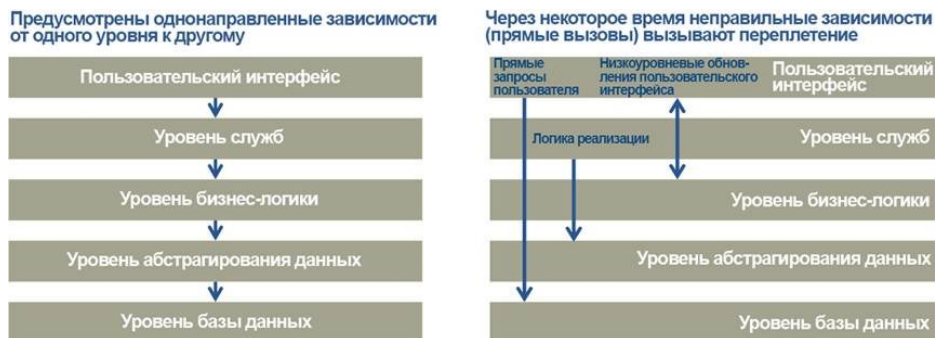 Предусмотрены однонаправленные зависимости
от одного уровня к другому
Пользовательский интерфейс
Уровень служб
Уровень бизнес-логики
Уровень абстрагирования данных
Уровень базы данных
Через некоторое время неправильные зависимости
(прямые вызовы) вызывают переплетение
Прямые
запросы
пользователя
Низкоуровневые обнов-
ления пользовательского
интерфейса
Пользовательский
интерфейс
Логика реализации
Уровень служб
Уровень бизнес-логики
Уровень абстрагирования данных
Уровень базы данных